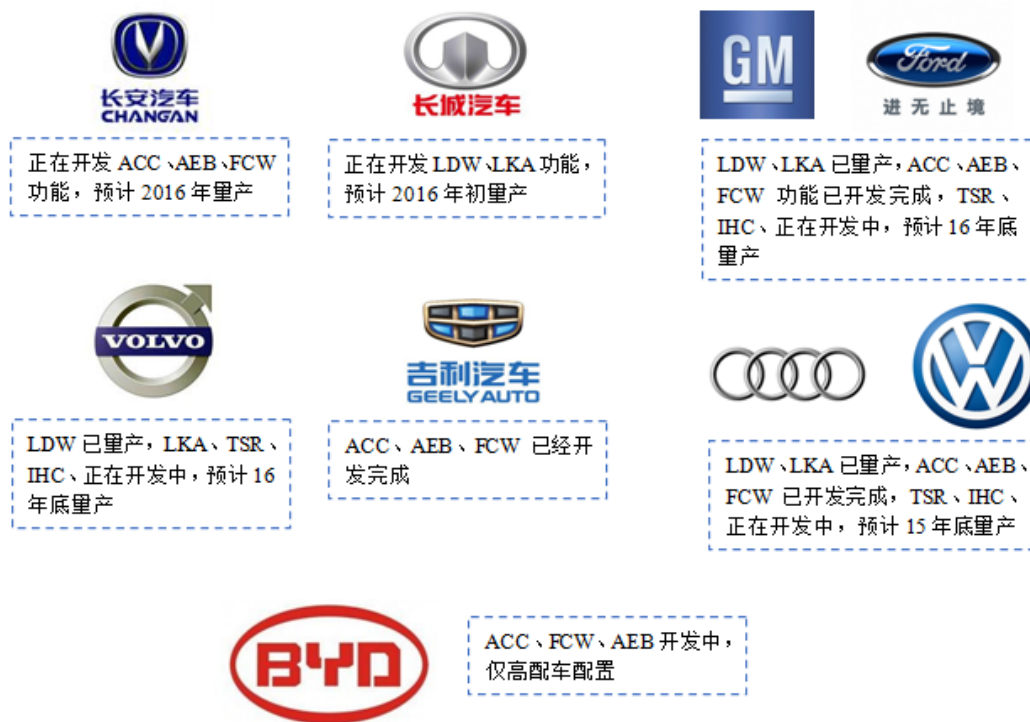 长安汽车
CHANGAN
正在开发 ACC、AEB、FCW
功能，预计 2016 年量产
长城汽车
正在开发 LDW、LKA 功能，
预计 2016 年初量产
GM
Ford
进无止境
LDW、LKA 已量产，ACC、AEB、
FCW 功能已开发完成，TSR、
IHC、正在开发中，预计 16 年底
量产
VOLVO
LDW 已量产，LKA、TSR、
IHC、正在开发中，预计 16
年底量产
吉利汽车
GEELY AUTO
ACC、AEB、FCW 已经开
发完成
LDW、LKA 已量产，ACC、AEB、
FCW 已开发完成，TSR、IHC、
正在开发中，预计 15 年底量产
BYD
ACC、FCW、AEB 开发中，
仅高配车配置